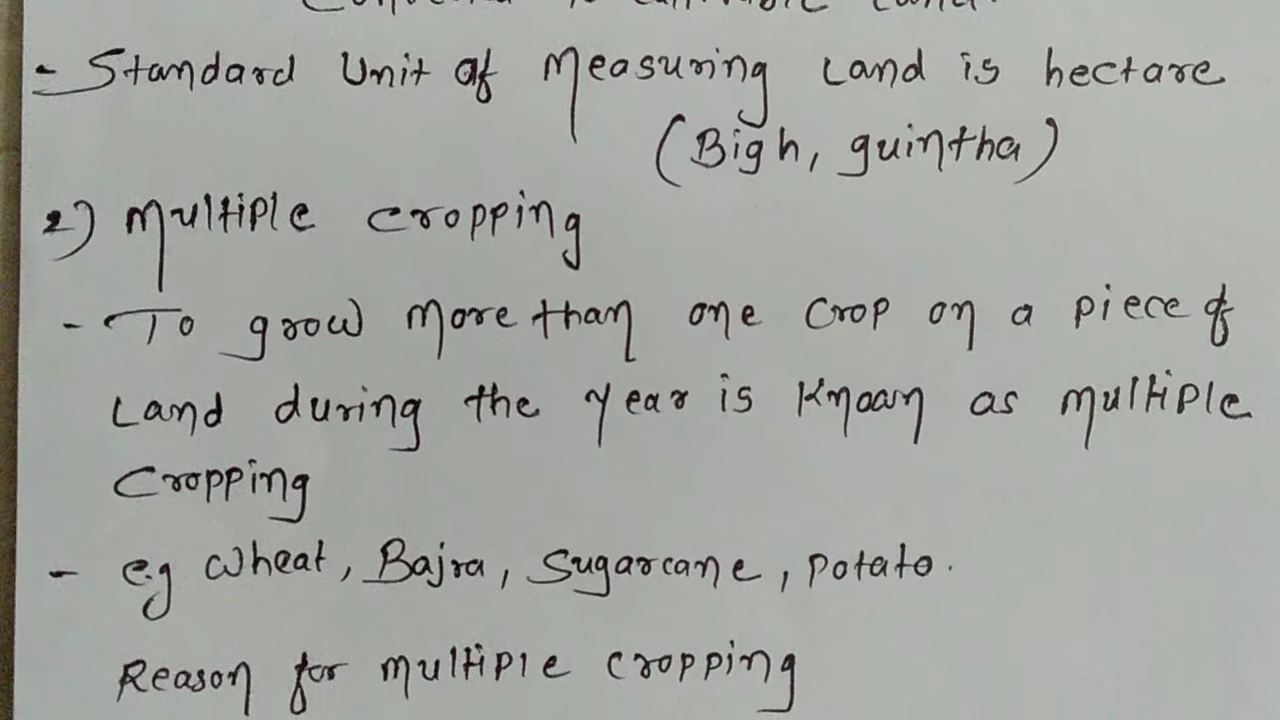 land.
- Standard Unit of Measuring Land is hectare
(Bigh, guintha)
2) Multiple cropping
- To grow more than one crop on a piece of
Land during the year is Knoan as multiple
Cropping
- e.g wheat, Bajra, Sugarcane, potato.
Reason for multiple cropping